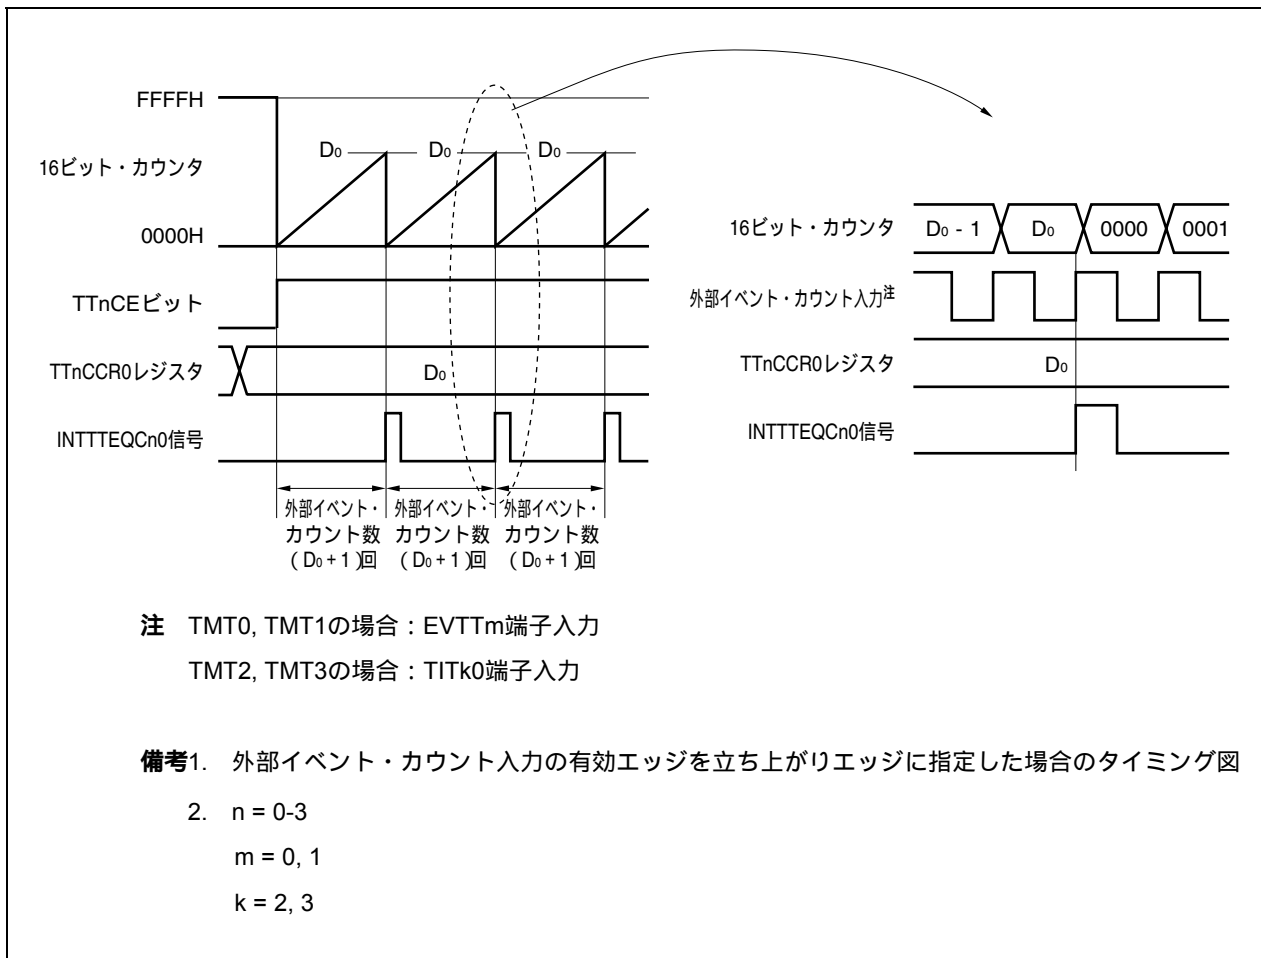 FFFFH
16ビット・カウンタ
0000H
D0 D0 D0
TTnCEビット
TTnCCR0レジスタ
D0
INTTTEQCn0信号
外部イベント・ 外部イベント・ 外部イベント・
カウント数 カウント数 カウント数
(D0+1)回 (D0+1)回 (D0+1)回
16ビット・カウンタ D0 - 1 D0 0000 0001
外部イベント・カウント入力注
TTnCCR0レジスタ D0
INTTTEQCn0信号
注 TMT0, TMT1の場合:EVTTm端子入力
TMT2, TMT3の場合:TITk0端子入力
備考1. 外部イベント・カウント入力の有効エッジを立ち上がりエッジに指定した場合のタイミング図
2. n = 0-3
m = 0, 1
k = 2, 3